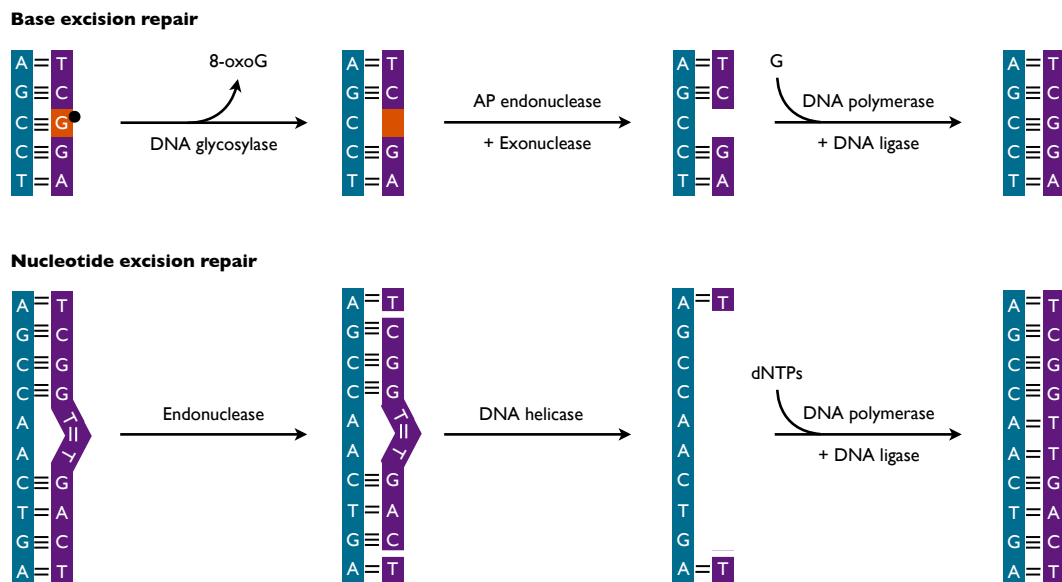 Base excision repair
A=T
G≡C
C≡G
C≡G
T=A
8-oxoG
DNA glycosylase
A=T
G≡C
C
C≡G
T=A
AP endonuclease
+ Exonuclease
A=T
G≡C
C
C≡G
T=A
G
DNA polymerase
+ DNA ligase
A=T
G≡C
C≡G
C≡G
T=A
Nucleotide excision repair
A=T
G≡C
C≡G
C≡G
A T
A T
C≡G
T=A
G≡C
A=T
Endonuclease
A=T
G≡C
C≡G
C≡G
A T
A T
C≡G
T=A
G≡C
A=T
DNA helicase
A=T
G
C
C
A
A
C
T
G
A=T
dNTPs
DNA polymerase
+ DNA ligase
A=T
G≡C
C≡G
C≡G
A=T
A=T
C≡G
T=A
G≡C
A=T